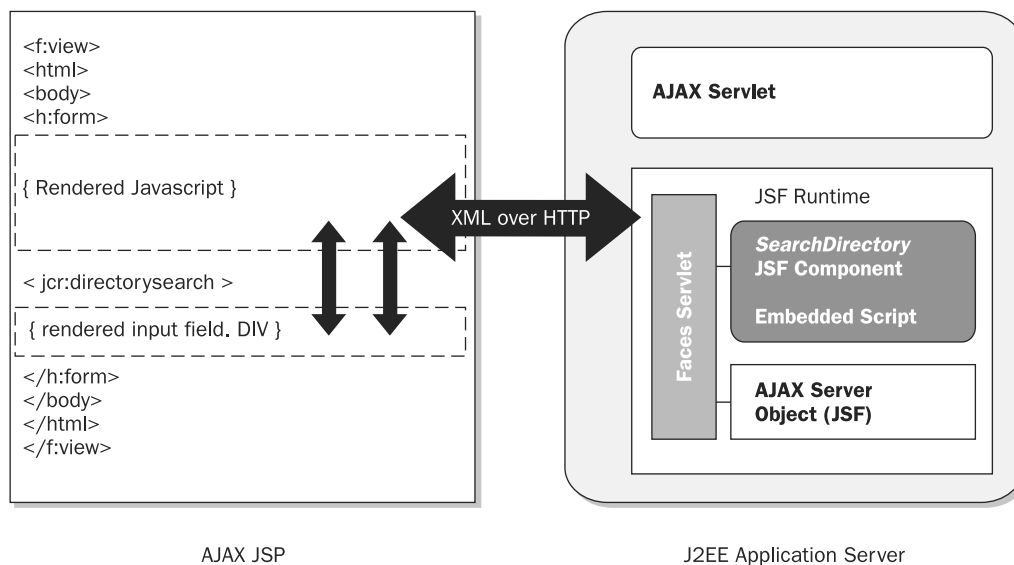 <f:view>
<html>
<body>
<h:form>
{ Rendered Javascript }
< jcr:directorysearch >
{ rendered input field. DIV }
</h:form>
</body>
</html>
</f:view>
XML over HTTP
AJAX Servlet
JSF Runtime
Faces Servlet
SearchDirectory
JSF Component
Embedded Script
AJAX Server
Object (JSF)
AJAX JSP
J2EE Application Server